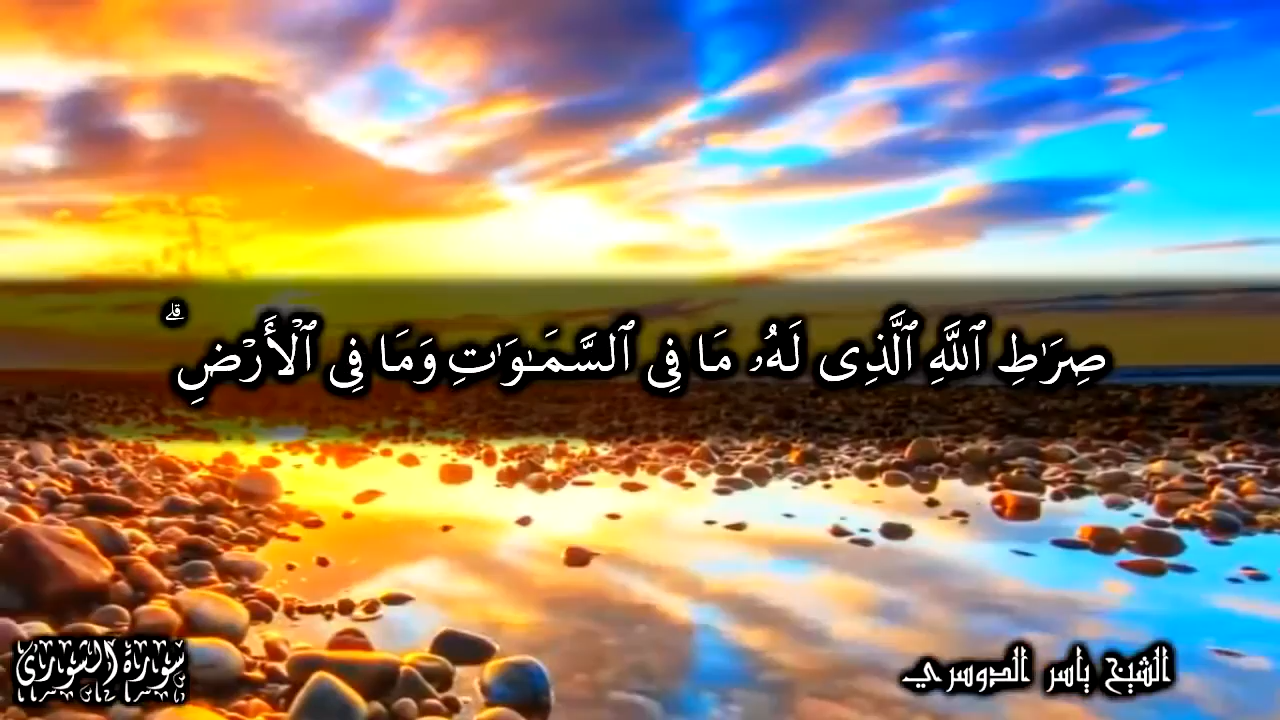 صِرَٰطِ ٱللَّهِ ٱلَّذِى لَهُۥ مَا فِى ٱلسَّمَـٰوَٰتِ وَمَا فِى ٱلْأَرْضِ ۗ
سورة الشورى
الشيخ ياسر الدوسري